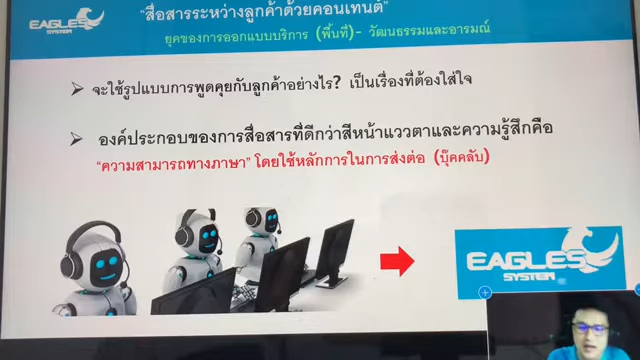 EAGLES
SYSTEM
"สื่อสารระหว่างลูกค้าด้วยคอนเทนต์"
ยุคของการออกแบบบริการ (พื้นที่)- วัฒนธรรมและอารมณ์
จะใช้รูปแบบการพูดคุยกับลูกค้าอย่างไร? เป็นเรื่องที่ต้องใส่ใจ
องค์ประกอบของการสื่อสารที่ดีกว่าสีหน้าแววตาและความรู้สึกคือ
"ความสามารถทางภาษา" โดยใช้หลักการในการส่งต่อ (บุ๊คคลับ)
EAGLES
SYSTEM